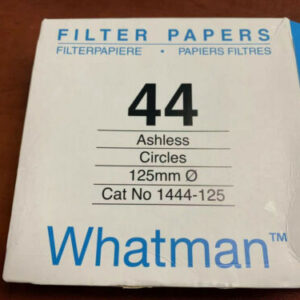 FILTER PAPERS
FILTERPAPIERE • PAPIERS FILTRES
44
Ashless
Circles
125mm Ø
Cat No 1444-125
Whatman™